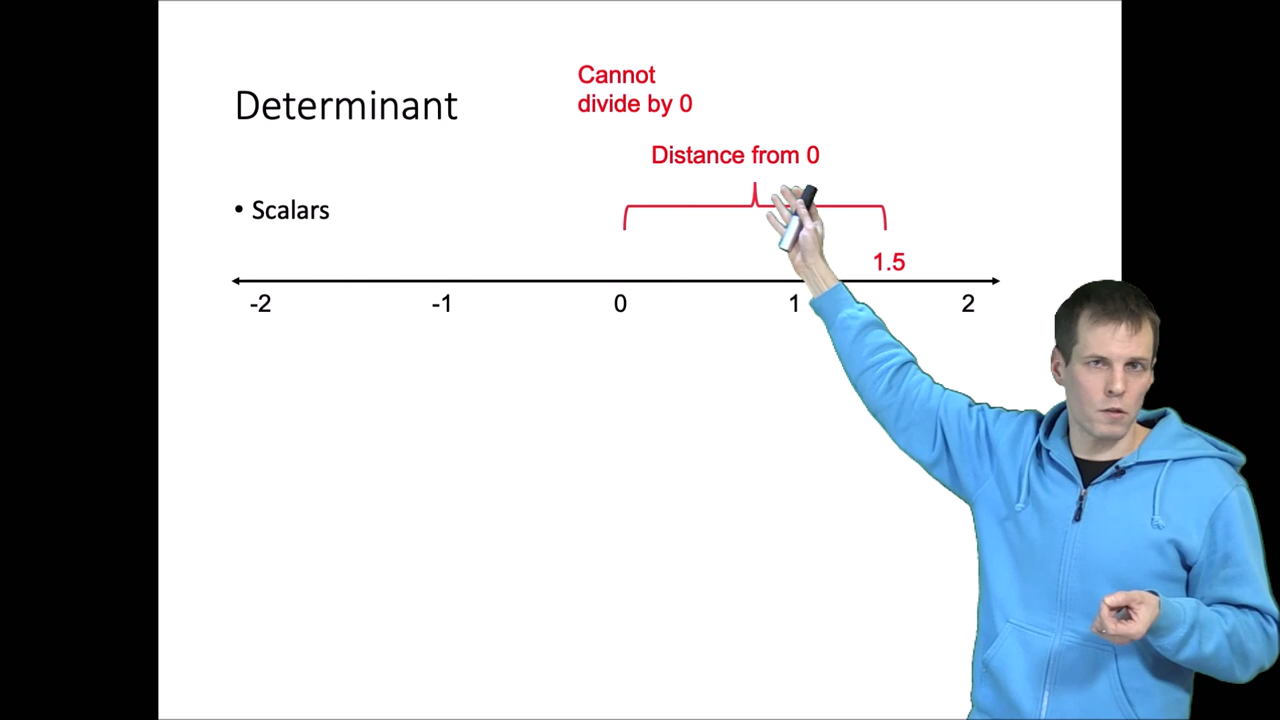 Cannot
divide by 0
Determinant
Distance from 0
• Scalars
1.5
-2 -1 0 1 2